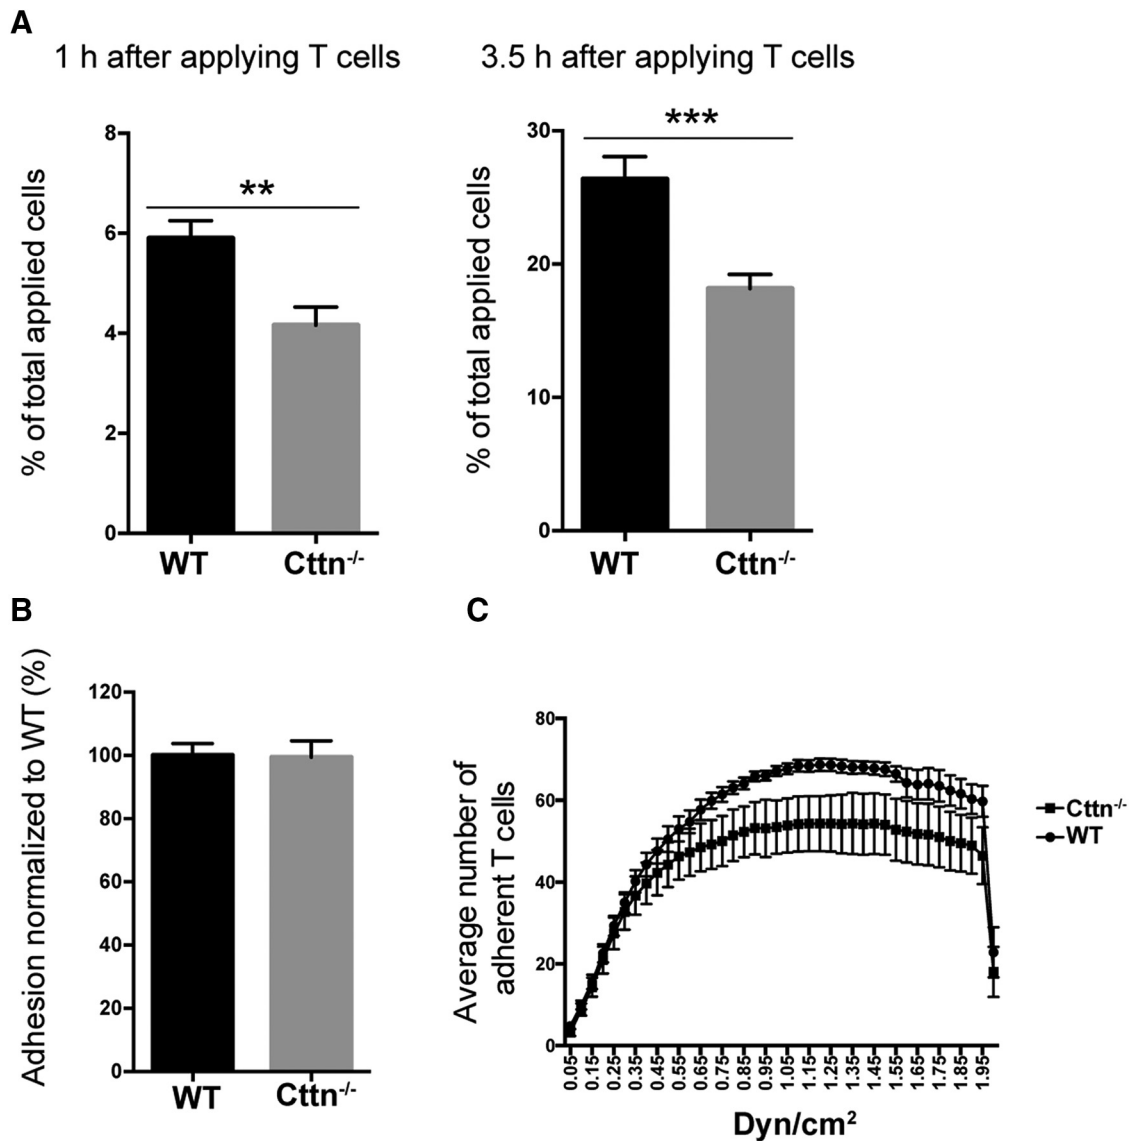 A
1 h after applying T cells
3.5 h after applying T cells
% of total applied cells
8
6
4
2
0
**
WT
Cttn-/-
% of total applied cells
30
20
10
0
***
WT
Cttn-/-
B
Adhesion normalized to WT (%)
120
100
80
60
40
20
0
WT
Cttn-/-
C
Average number of
adherent T cells
80
60
40
20
0
0.05
0.15
0.25
0.35
0.45
0.55
0.65
0.75
0.85
0.95
1.05
1.15
1.25
1.35
1.45
1.55
1.65
1.75
1.85
1.95
Dyn/cm²
Cttn-/-
WT